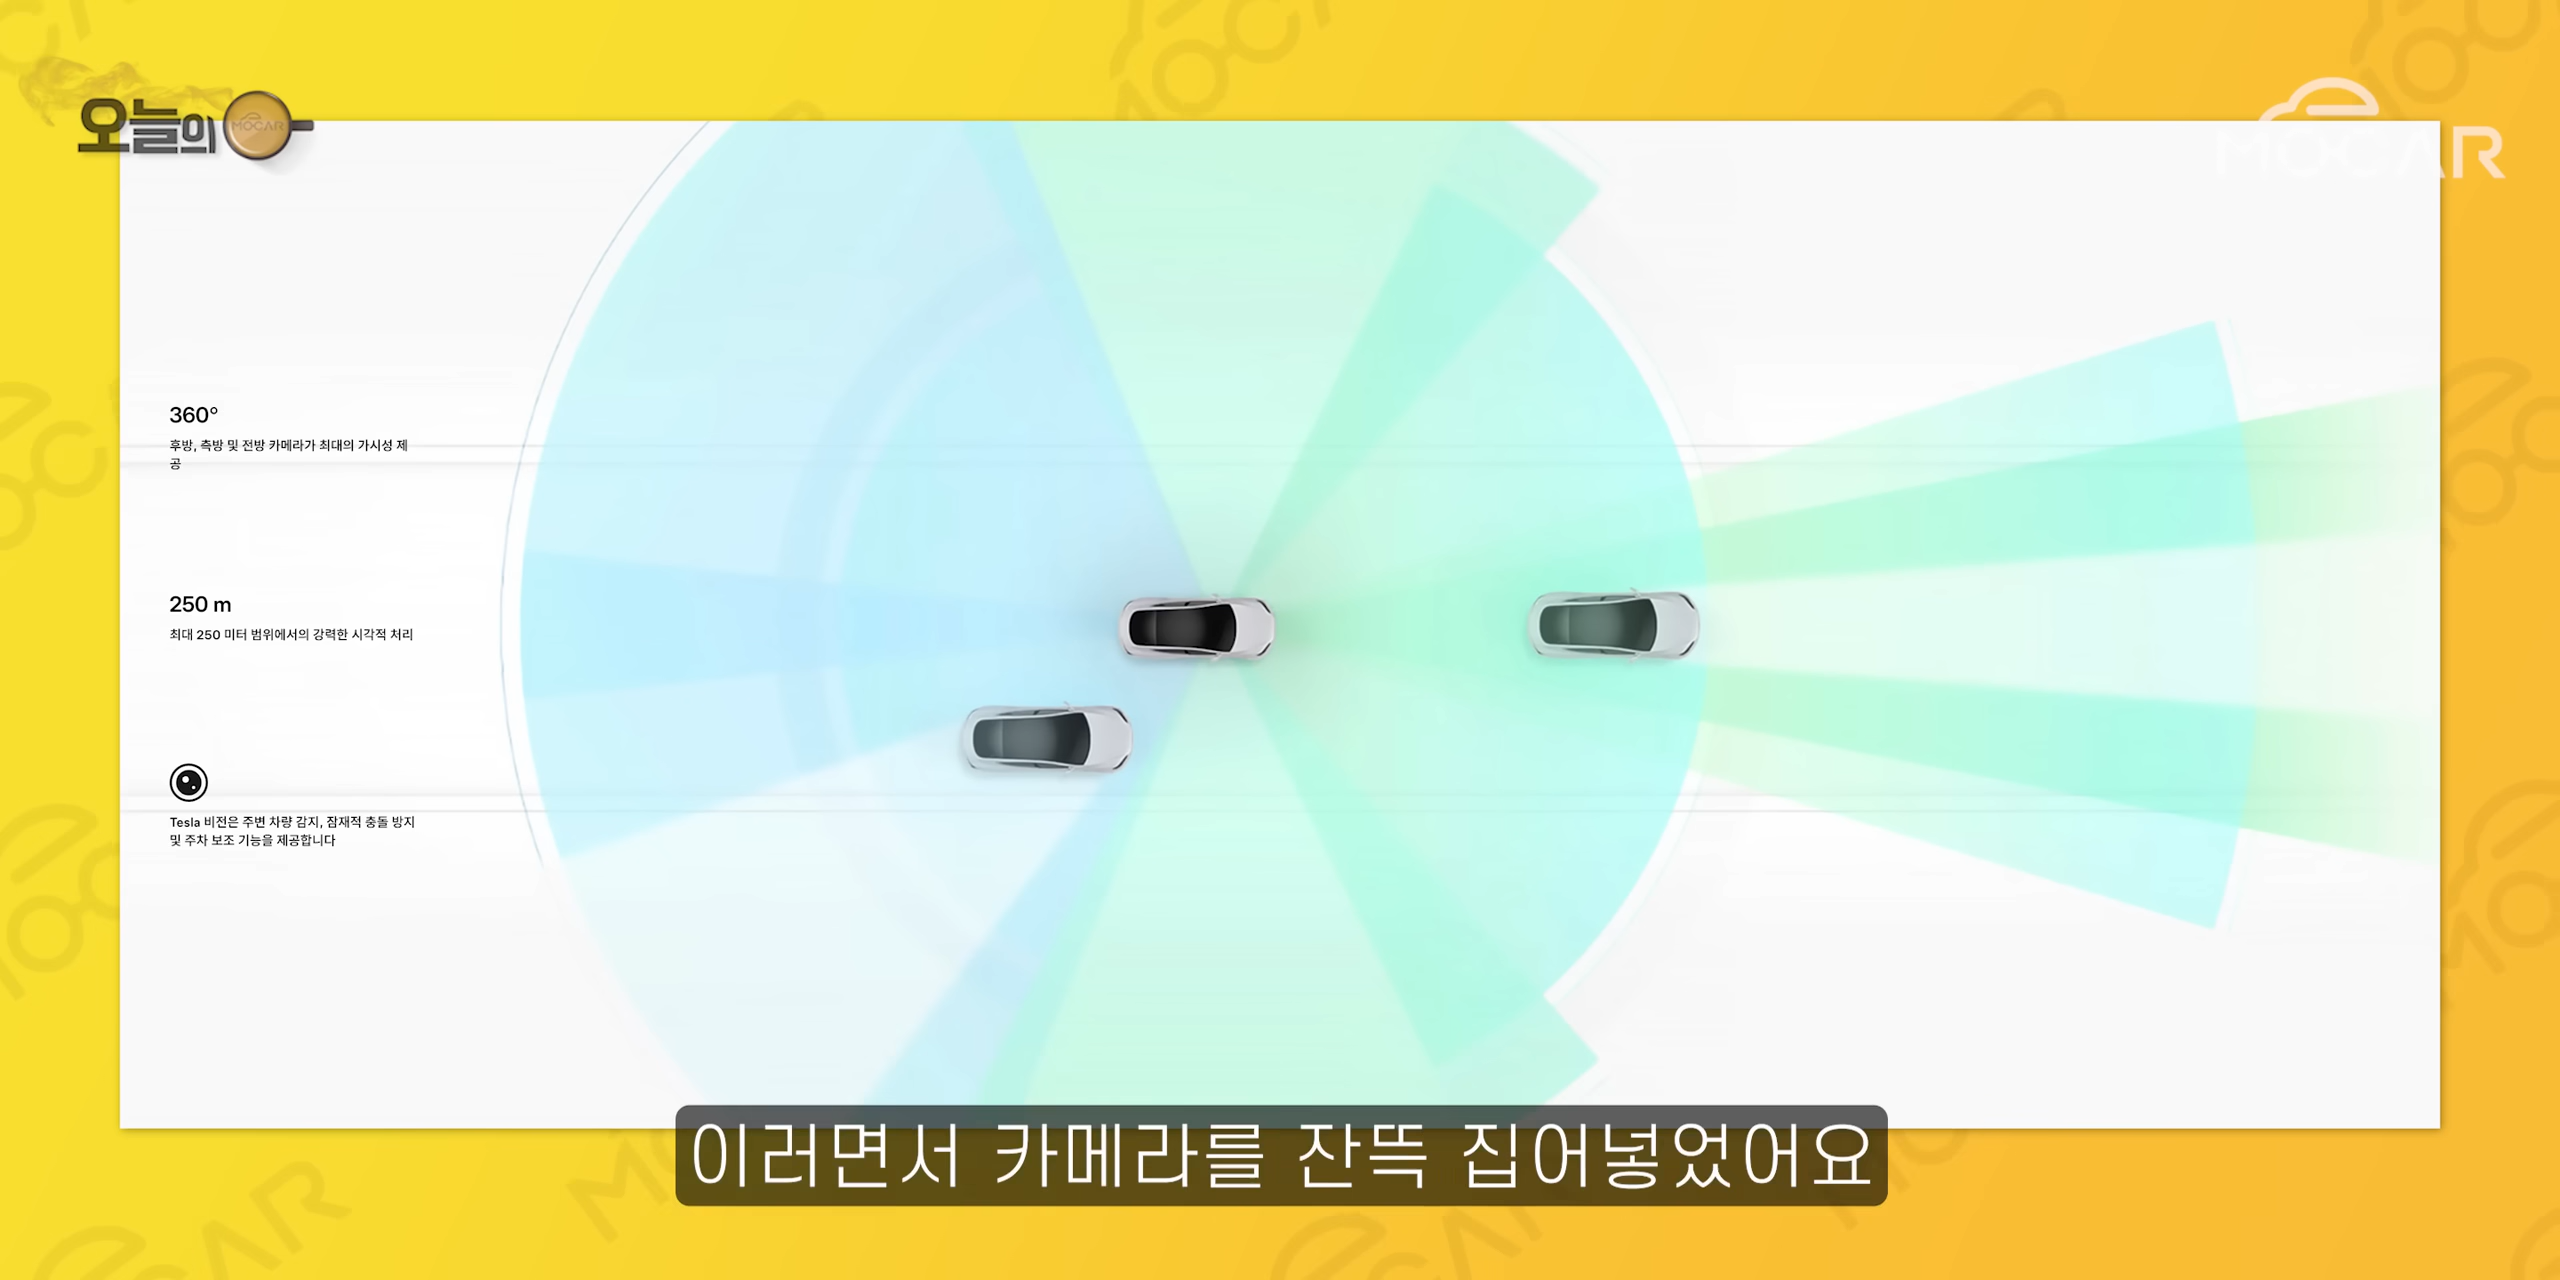 오늘의
MOCAR
MOCAR
360°
후방, 측방 및 전방 카메라가 최대의 가시성 제
공
250 m
최대 250 미터 범위에서의 강력한 시각적 처리
Tesla 비전은 주변 차량 감지, 잠재적 충돌 방지
및 주차 보조 기능을 제공합니다
이러면서 카메라를 잔뜩 집어넣었어요